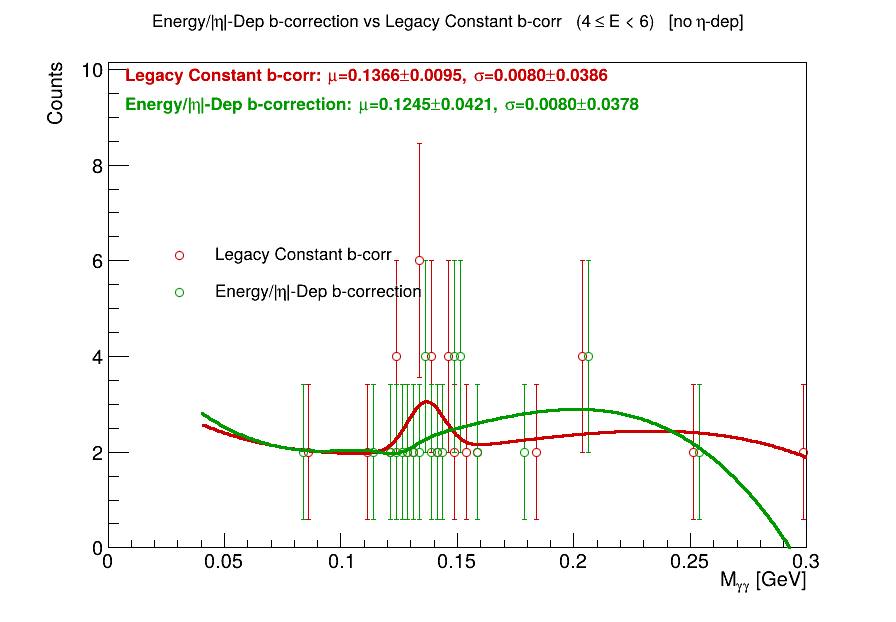 Energy/|η|-Dep b-correction vs Legacy Constant b-corr (4 ≤ E < 6) [no η-dep]
Counts
Legacy Constant b-corr: μ=0.1366±0.0095, σ=0.0080±0.0386
Energy/|η|-Dep b-correction: μ=0.1245±0.0421, σ=0.0080±0.0378
Legacy Constant b-corr
Energy/|η|-Dep b-correction
10
8
6
4
2
0
0 0.05 0.1 0.15 0.2 0.25 0.3
Mγγ [GeV]